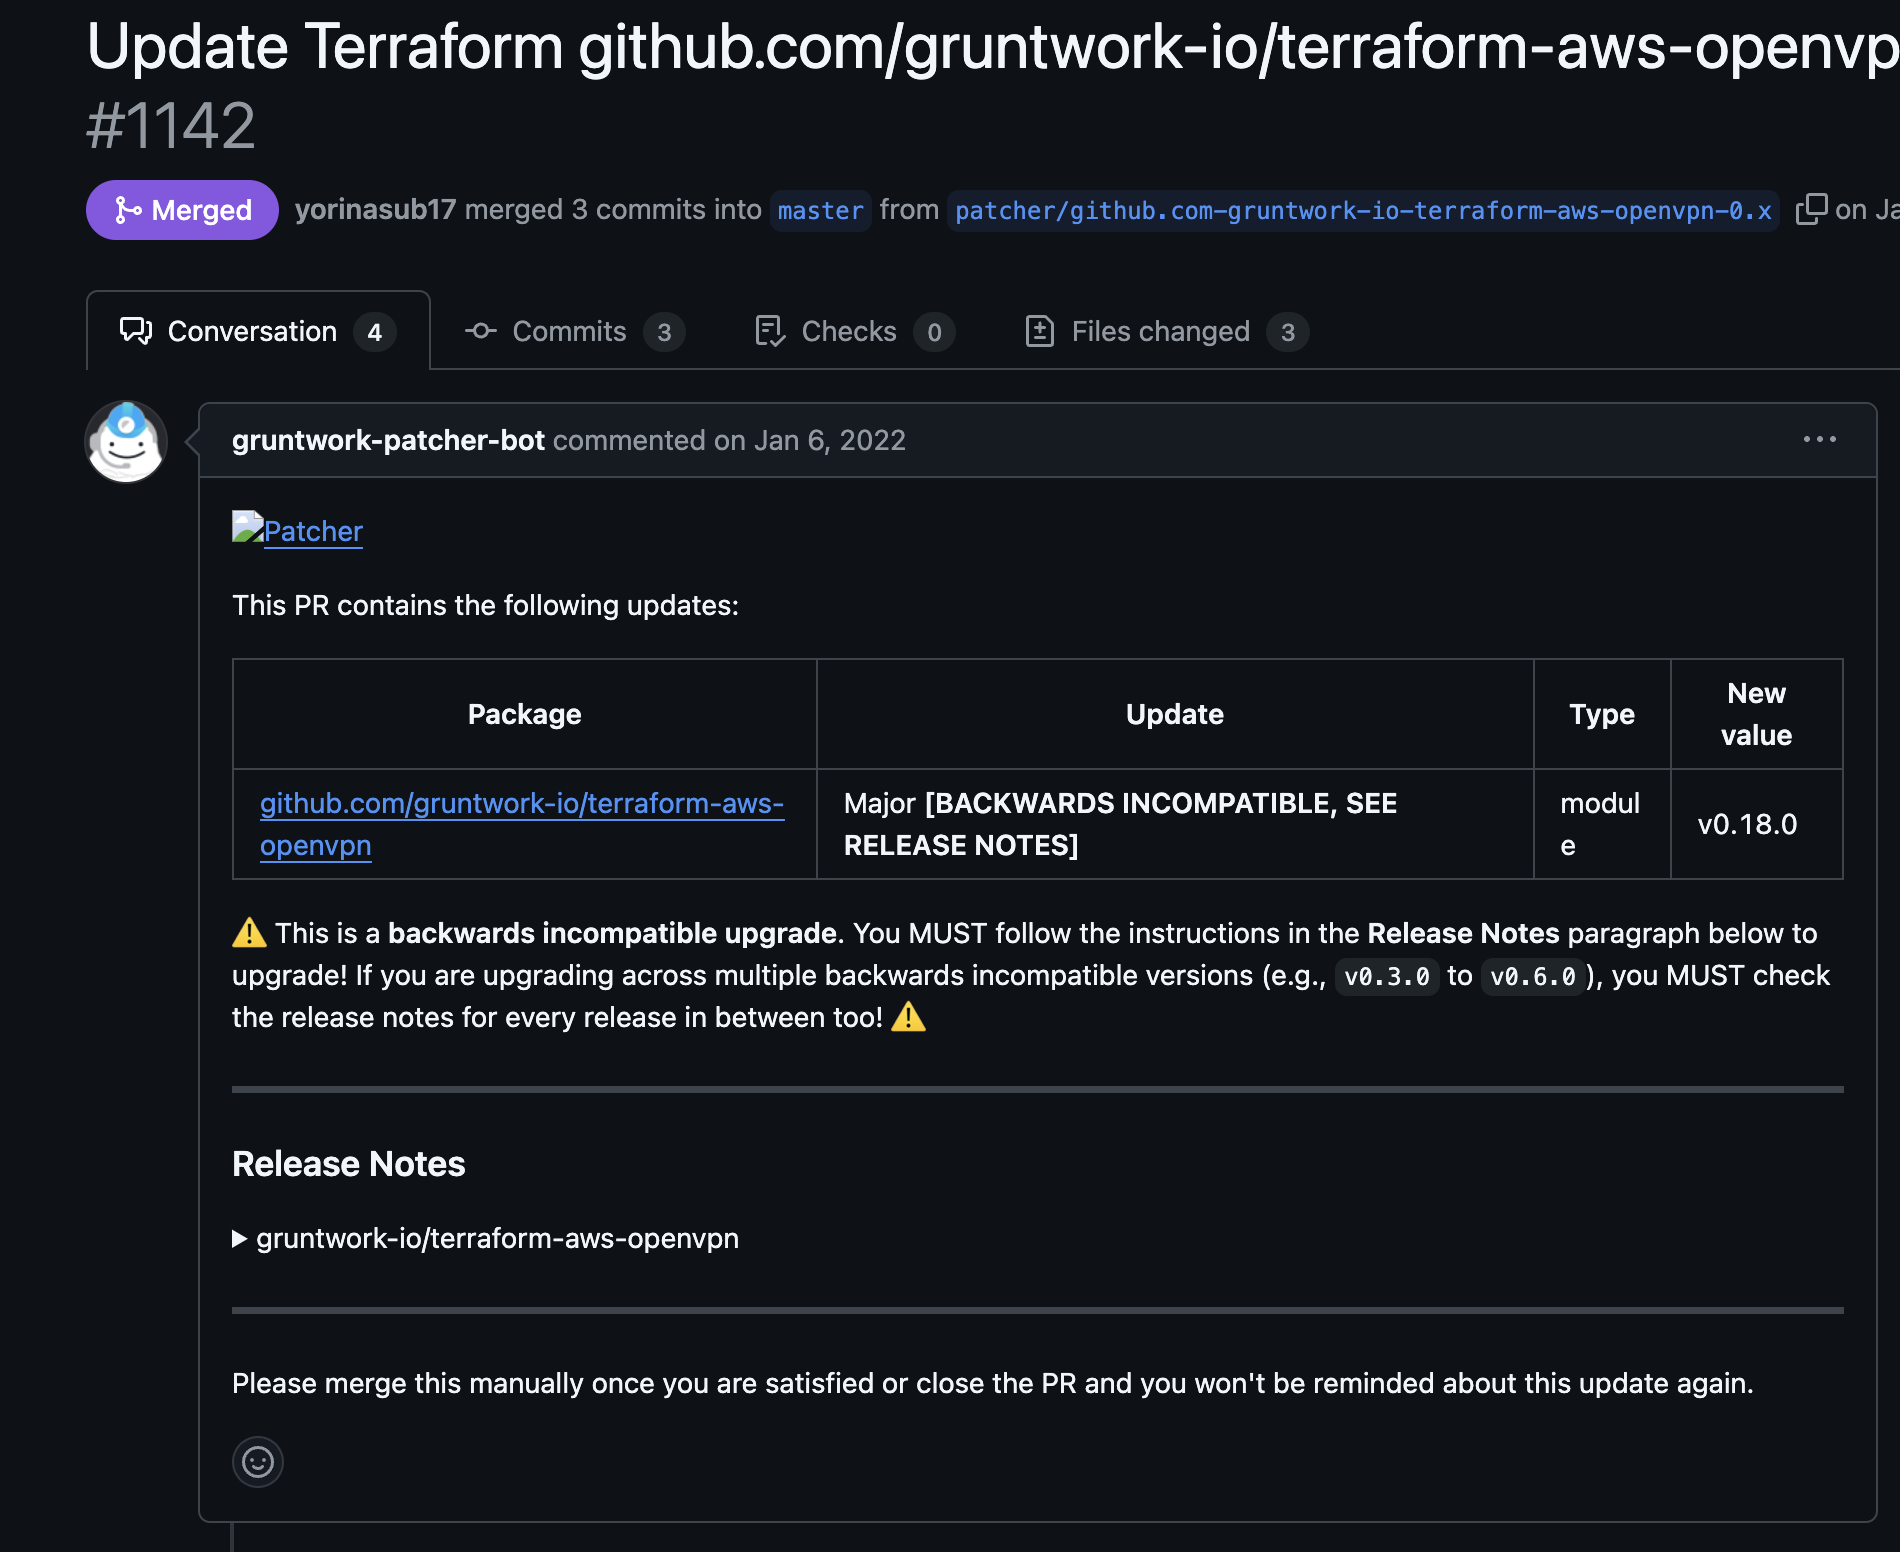 Update Terraform github.com/gruntwork-io/terraform-aws-openvp
#1142
Merged yorinasub17 merged 3 commits into master from patcher/github.com-gruntwork-io-terraform-aws-openvpn-0.x on Ja
Conversation 4 Commits 3 Checks 0 Files changed 3
gruntwork-patcher-bot commented on Jan 6, 2022
Patcher
This PR contains the following updates:
Package Update Type New value
github.com/gruntwork-io/terraform-aws-openvpn Major [BACKWARDS INCOMPATIBLE, SEE RELEASE NOTES] module v0.18.0
⚠️ This is a backwards incompatible upgrade. You MUST follow the instructions in the Release Notes paragraph below to
upgrade! If you are upgrading across multiple backwards incompatible versions (e.g., v0.3.0 to v0.6.0), you MUST check
the release notes for every release in between too! ⚠️
Release Notes
gruntwork-io/terraform-aws-openvpn
Please merge this manually once you are satisfied or close the PR and you won't be reminded about this update again.